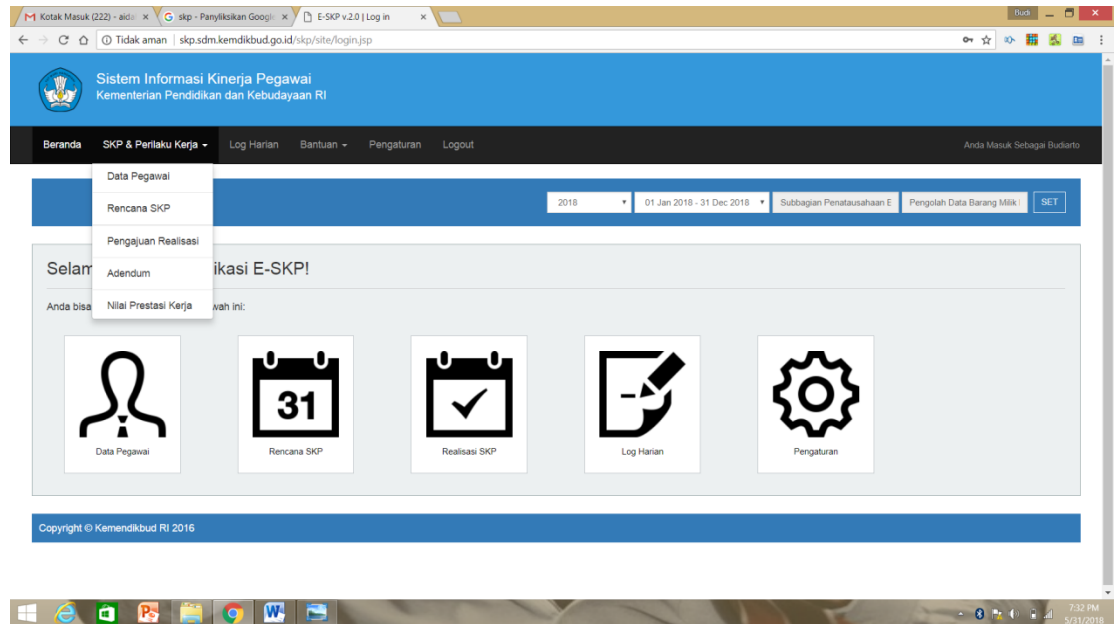 Kotak Masuk (222) - aida
skp - Panyliksikan Googl
E-SKP v.2.0 | Log in
Budi
Tidak aman | skp.sdm.kemdikbud.go.id/skp/site/login.jsp
Sistem Informasi Kinerja Pegawai
Kementerian Pendidikan dan Kebudayaan RI
Beranda SKP & Perilaku Kerja Log Harian Bantuan Pengaturan Logout Anda Masuk Sebagai Budiarto
Data Pegawai
Rencana SKP
Pengajuan Realisasi
Adendum
Nilai Prestasi Kerja
2018 01 Jan 2018 - 31 Dec 2018 Subbagian Penatausahaan Pengolah Data Barang Milik SET
Selam ikasi E-SKP!
Anda bisa wah ini:
31
Data Pegawai Rencana SKP Realisasi SKP Log Harian Pengaturan
Copyright © Kemendikbud RI 2016
7:32 PM
5/31/2018